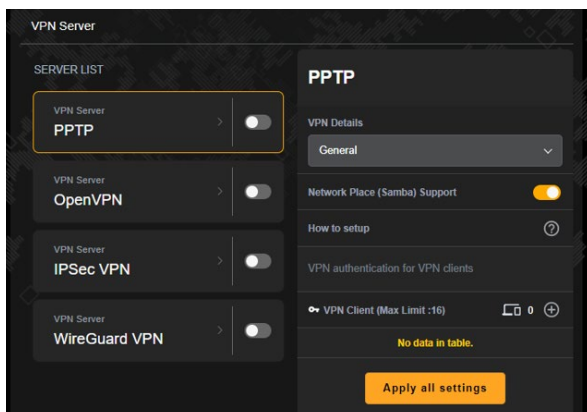 VPN Server
SERVER LIST
VPN Server
PPTP
VPN Server
OpenVPN
VPN Server
IPSec VPN
VPN Server
WireGuard VPN
PPTP
VPN Details
General
Network Place (Samba) Support
How to setup
VPN authentication for VPN clients
VPN Client (Max Limit :16) 0
No data in table.
Apply all settings